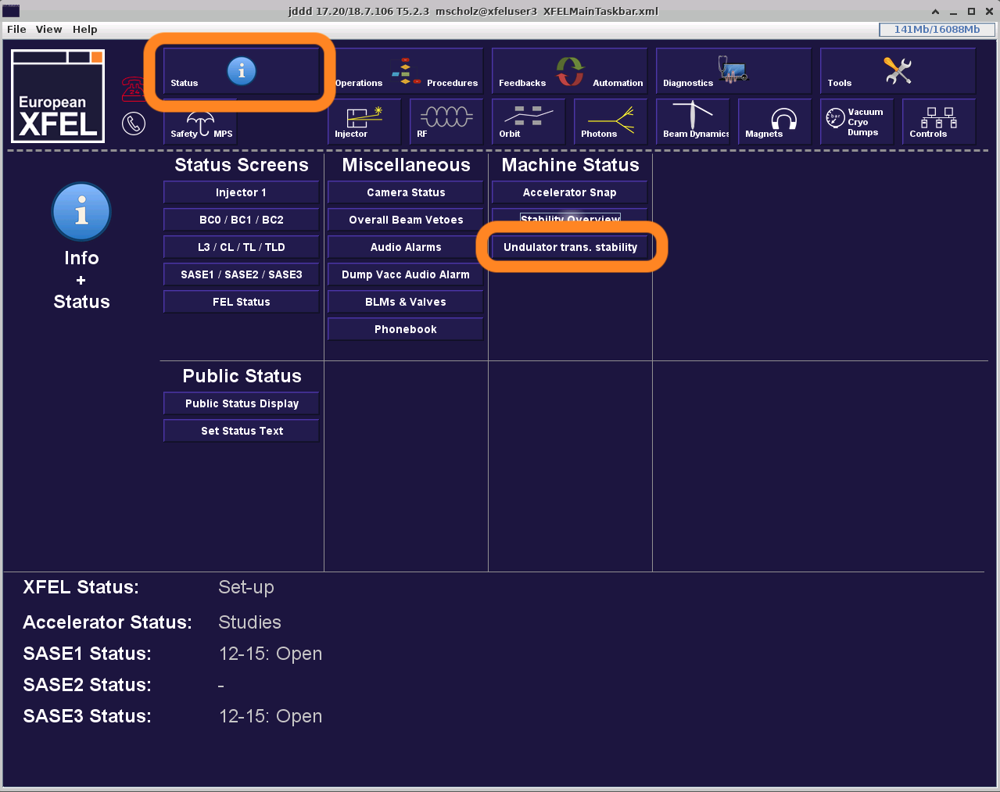 jddd 17.20/18.7.106 T5.2.3 mscholz@xfeluser3 XFELMainTaskbar.xml
File View Help
141Mb/16088Mb
European
XFEL
24
Status
Operations
Procedures
Feedbacks
Automation
Diagnostics
Tools
Safety
MPS
Injector
RF
Orbit
Photons
Beam Dynamics
Magnets
bar
Vacuum
Cryo
Dumps
Controls
Info
+
Status
Status Screens
Injector 1
BC0 / BC1 / BC2
L3 / CL / TL / TLD
SASE1 / SASE2 / SASE3
FEL Status
Miscellaneous
Camera Status
Overall Beam Vetoes
Audio Alarms
Dump Vacc Audio Alarm
BLMs & Valves
Phonebook
Machine Status
Accelerator Snap
Stability Overview
Undulator trans. stability
Public Status
Public Status Display
Set Status Text
XFEL Status: Set-up
Accelerator Status: Studies
SASE1 Status: 12-15: Open
SASE2 Status: -
SASE3 Status: 12-15: Open